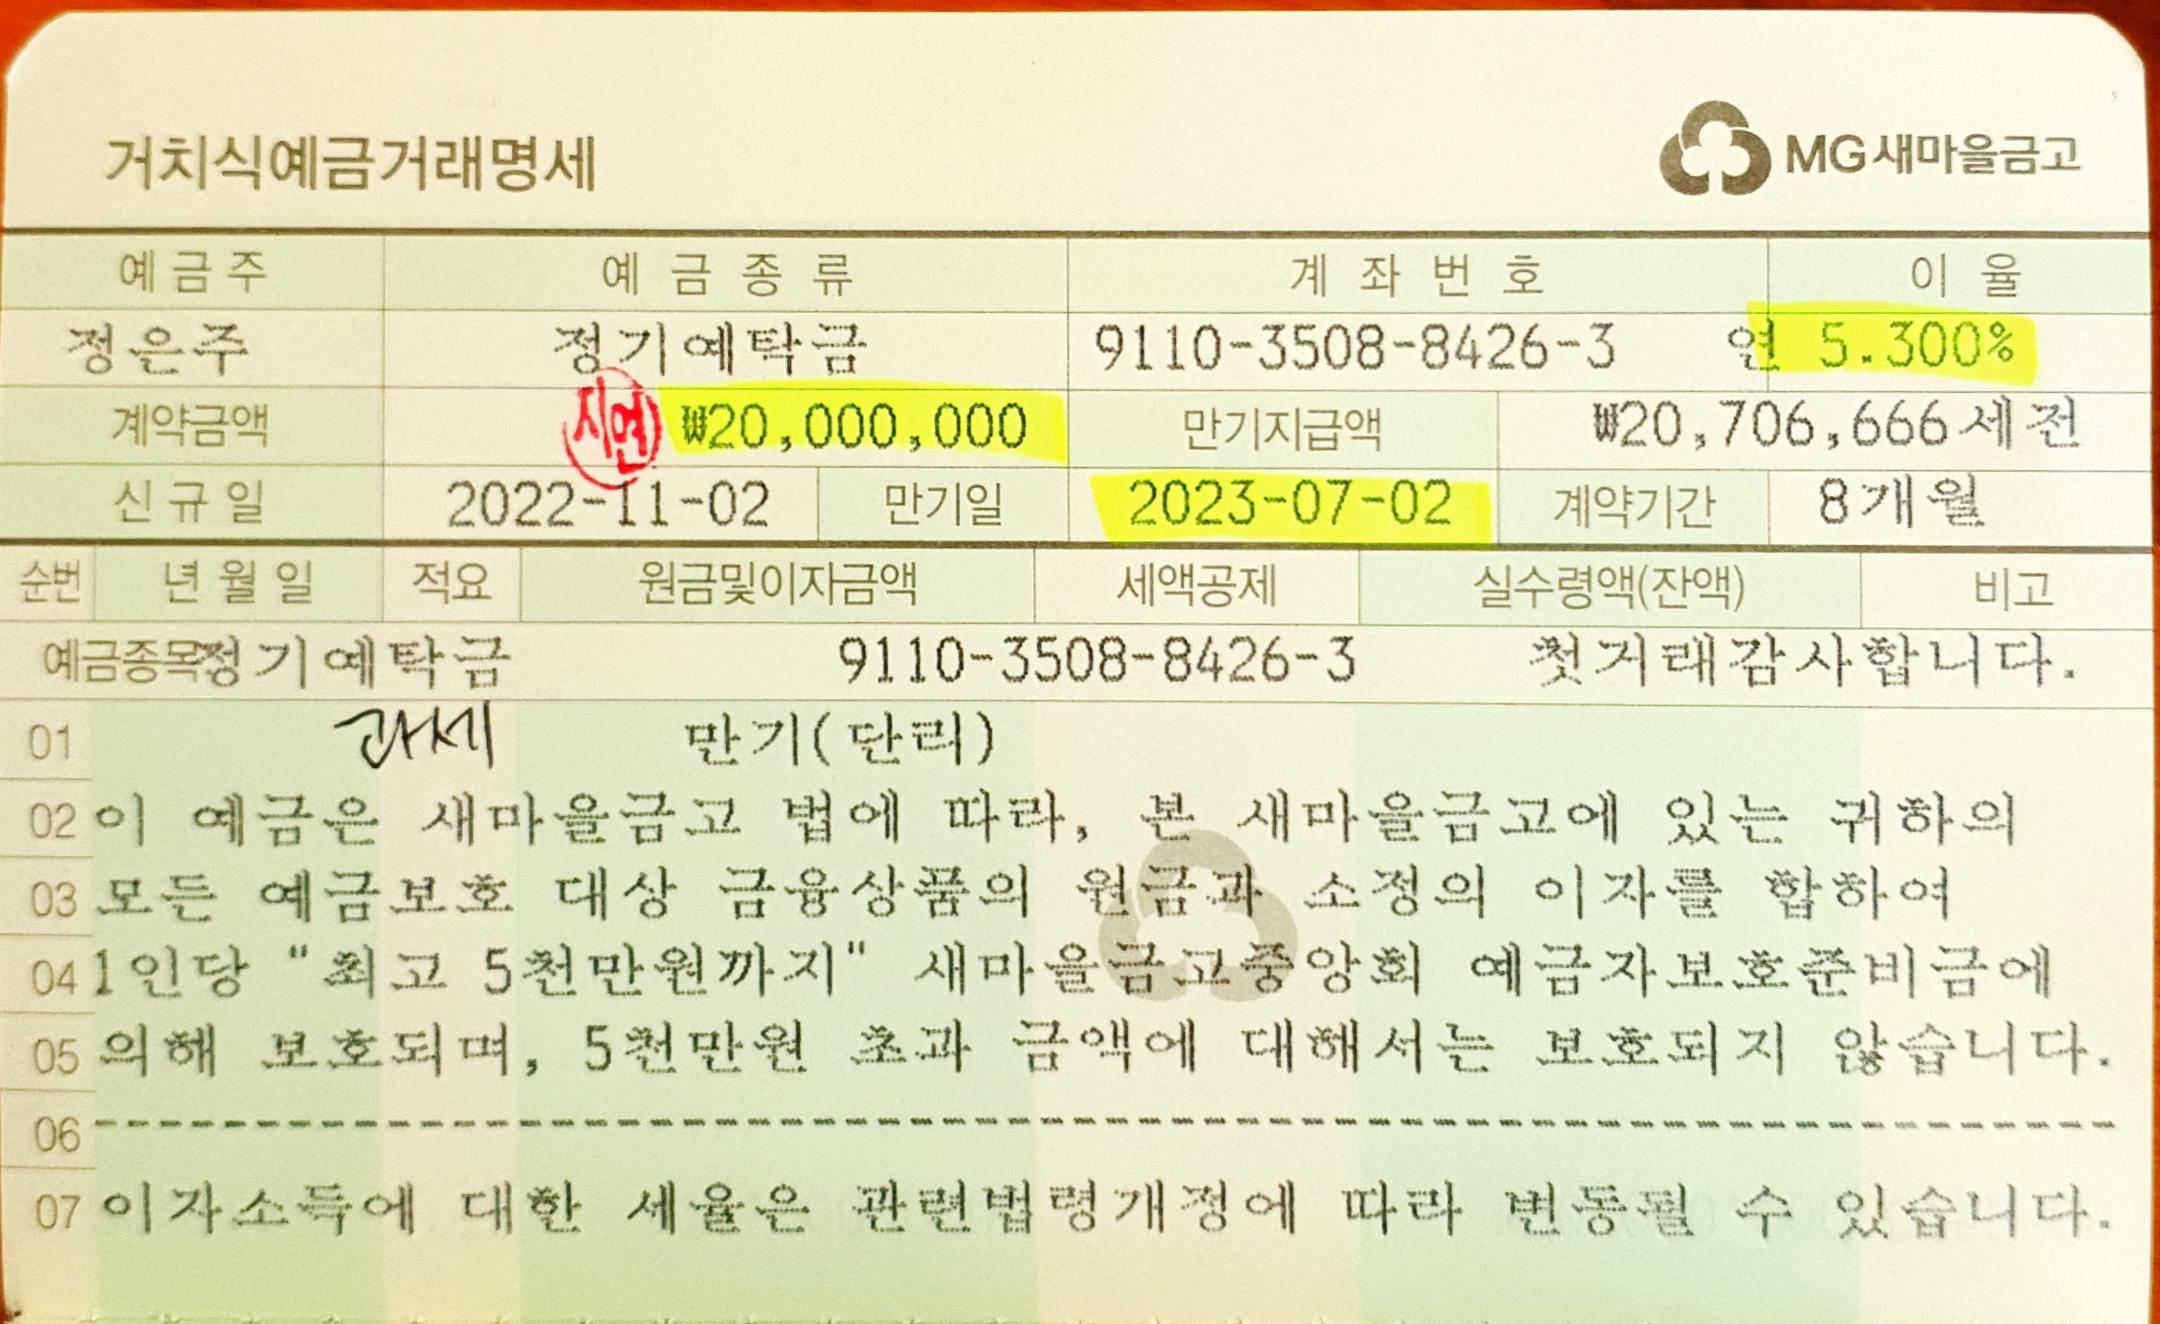 거치식예금거래명세 MG새마을금고
예금주 예금종류 계좌번호 이율
정은주 정기예탁금 9110-3508-8426-3 연 5.300%
계약금액 지연 ₩20,000,000 만기지급액 ₩20,706,666세전
신규일 2022-11-02 만기일 2023-07-02 계약기간 8개월
순번 년월일 적요 원금및이자금액 세액공제 실수령액(잔액) 비고
예금종목 정기예탁금 9110-3508-8426-3 첫거래감사합니다.
01 과세 만기(단리)
02 이 예금은 새마을금고 법에 따라, 본 새마을금고에 있는 귀하의
03 모든 예금보호 대상 금융상품의 원금과 소정의 이자를 합하여
04 1인당 "최고 5천만원까지" 새마을금고중앙회 예금자보호준비금에
05 의해 보호되며, 5천만원 초과 금액에 대해서는 보호되지 않습니다.
06 --------------------------------
07 이자소득에 대한 세율은 관련법령개정에 따라 변동될 수 있습니다.